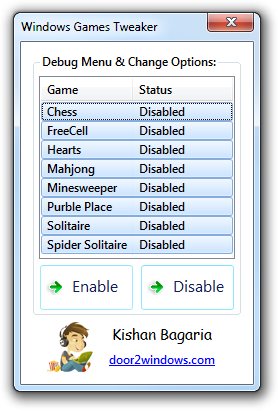 Windows Games Tweaker
Debug Menu & Change Options:
Game Status
Chess Disabled
FreeCell Disabled
Hearts Disabled
Mahjong Disabled
Minesweeper Disabled
Purble Place Disabled
Solitaire Disabled
Spider Solitaire Disabled
Enable Disable
Kishan Bagaria
door2windows.com